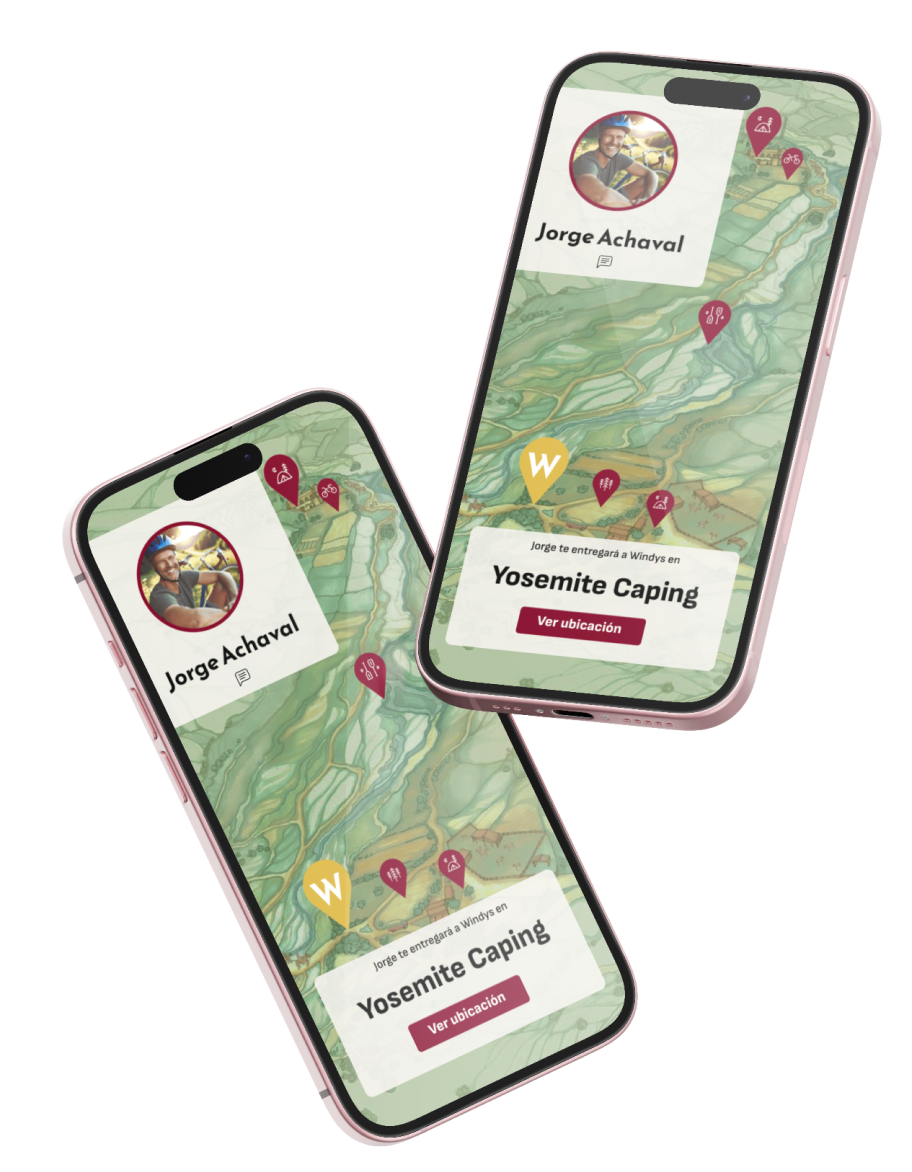 Jorge Achaval
W
Jorge te entregará a Windys en
Yosemite Caping
Ver ubicación
Jorge Achaval
W
Jorge te entregará a Windys en
Yosemite Caping
Ver ubicación